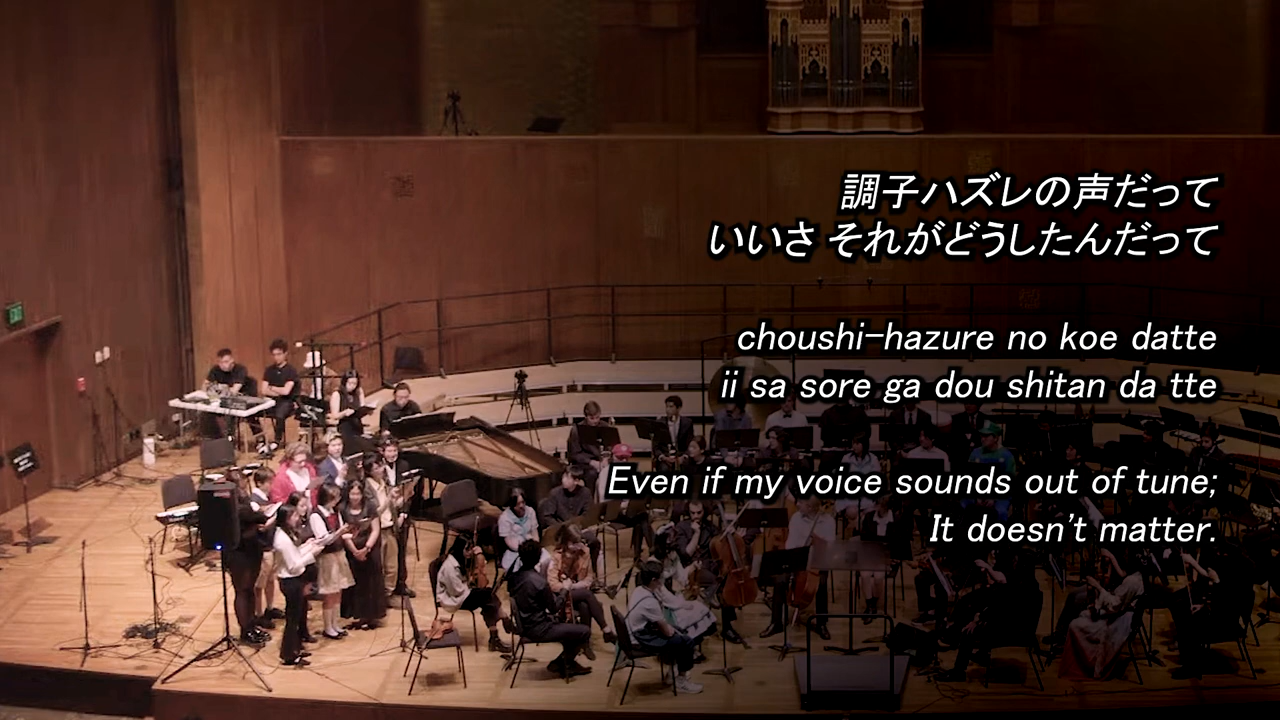 調子ハズレの声だって
いいさ それがどうしたんだって
choushi-hazure no koe datte
ii sa sore ga dou shitan da tte
Even if my voice sounds out of tune;
It doesn't matter.